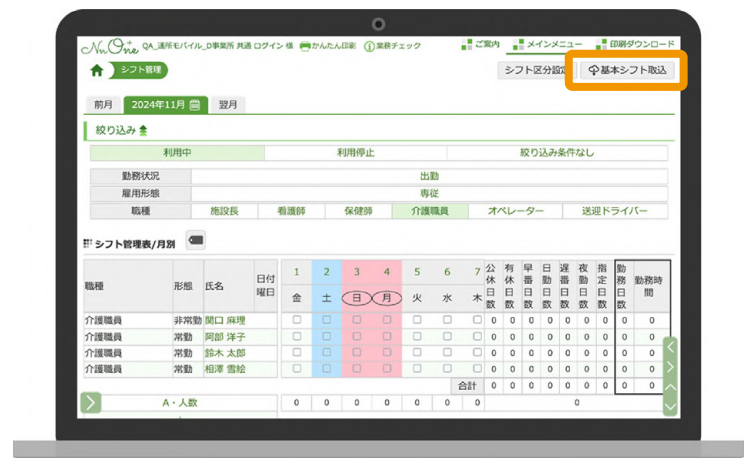 NnOne QA_通所モバイル_D事業所 共通 ログイン 様 かんたん印刷 業務チェック ご案内 メインメニュー 印刷ダウンロード
シフト管理 シフト区分設定 基本シフト取込
前月 2024年11月 翌月
絞り込み
利用中 利用停止 絞り込み条件なし
勤務状況 出勤
雇用形態 専従
職種 施設長 看護師 保健師 介護職員 オペレーター 送迎ドライバー
シフト管理表/月別
職種 形態 氏名 日付 曜日 1 2 3 4 5 6 7 公休日数 有休日数 早番日数 日勤日数 遅番日数 夜勤日数 指定日数 勤務日数 勤務時間
金 土 日 月 火 水 木
介護職員 非常勤 関口 麻理 0 0 0 0 0 0 0 0 0
介護職員 常勤 阿部 洋子 0 0 0 0 0 0 0 0 0
介護職員 常勤 鈴木 太郎 0 0 0 0 0 0 0 0 0
介護職員 常勤 相澤 雪絵 0 0 0 0 0 0 0 0 0
合計 0 0 0 0 0 0 0 0 0
A・人数 0 0 0 0 0 0 0 0